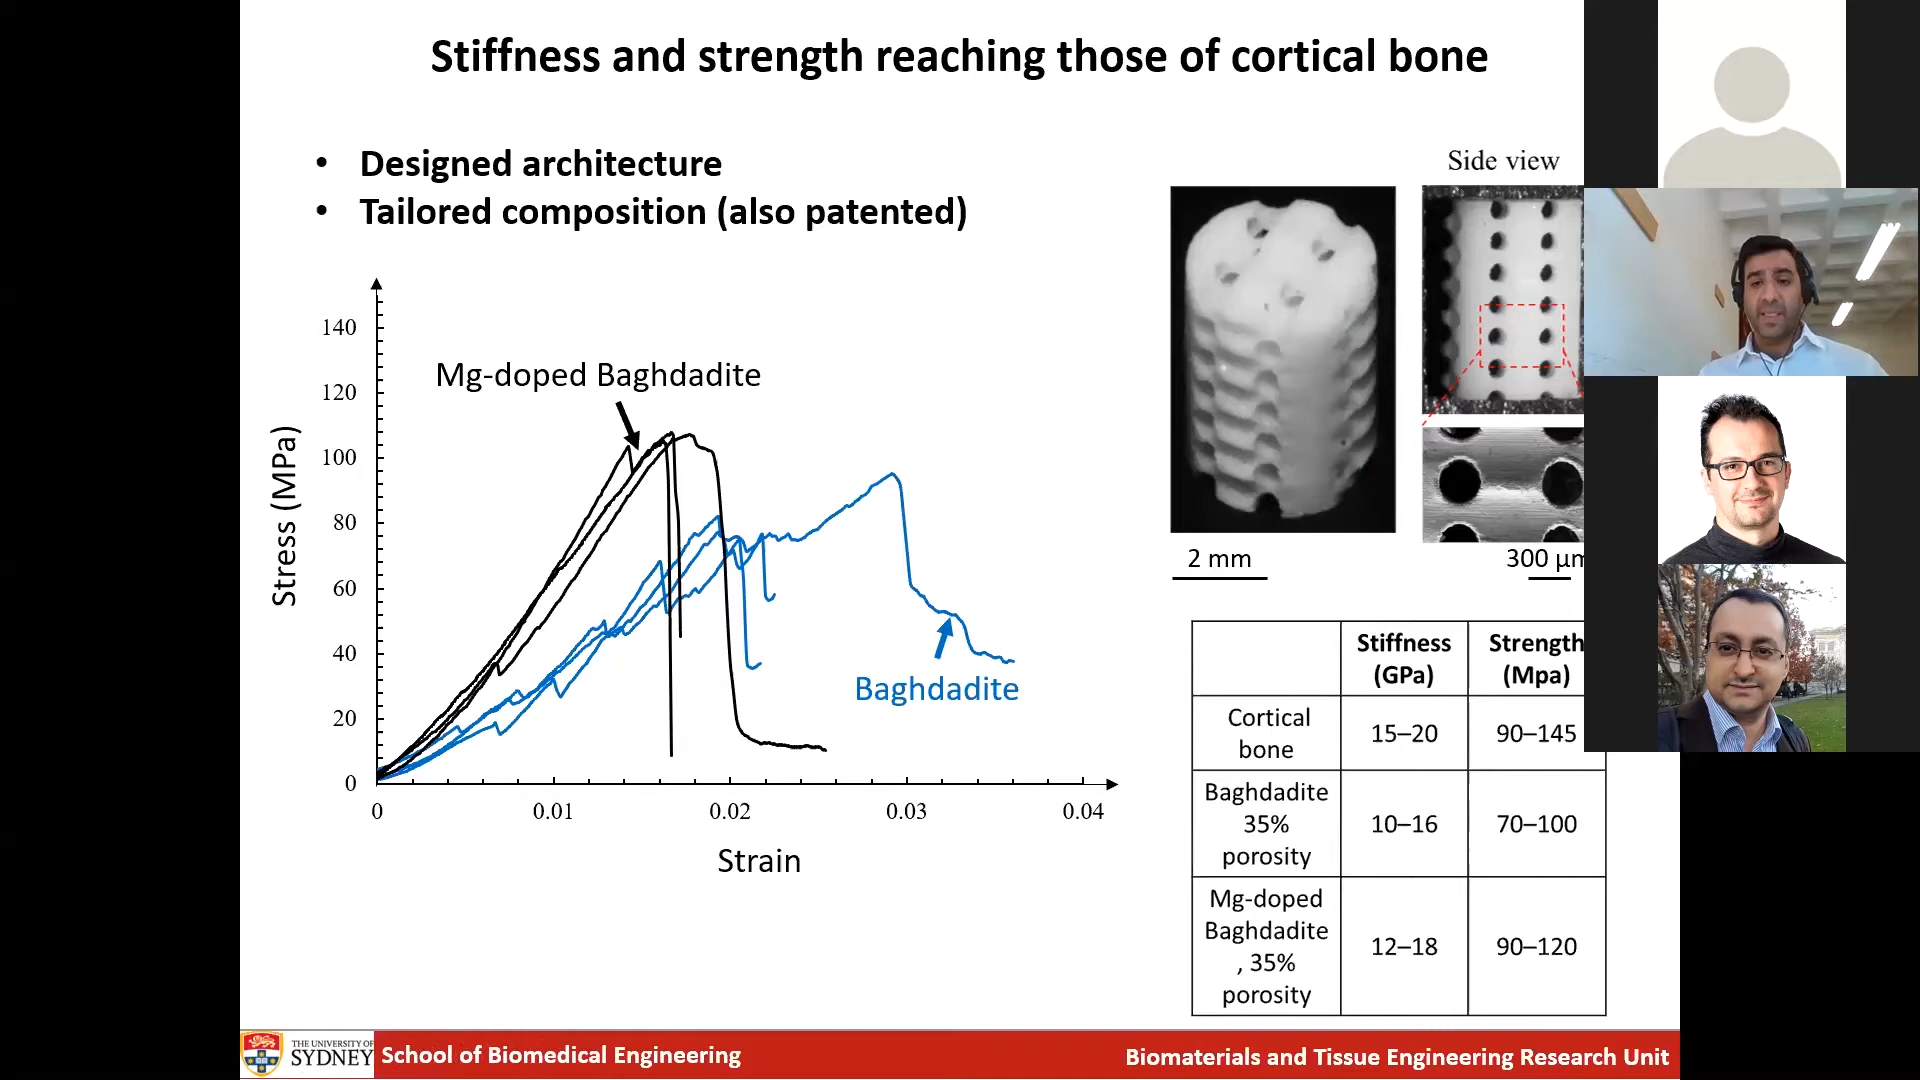 Stiffness and strength reaching those of cortical bone
• Designed architecture
• Tailored composition (also patented)
Side view
140
120
100
80
60
40
20
0
Stress (MPa)
Mg-doped Baghdadite
Baghdadite
0
0.01
0.02
0.03
0.04
Strain
2 mm
300 µm
Stiffness
(GPa)
Strength
(Mpa)
Cortical
bone
15–20
90–145
Baghdadite
35%
porosity
10–16
70–100
Mg-doped
Baghdadite
, 35%
porosity
12–18
90–120
THE UNIVERSITY OF
SYDNEY
School of Biomedical Engineering
Biomaterials and Tissue Engineering Research Unit